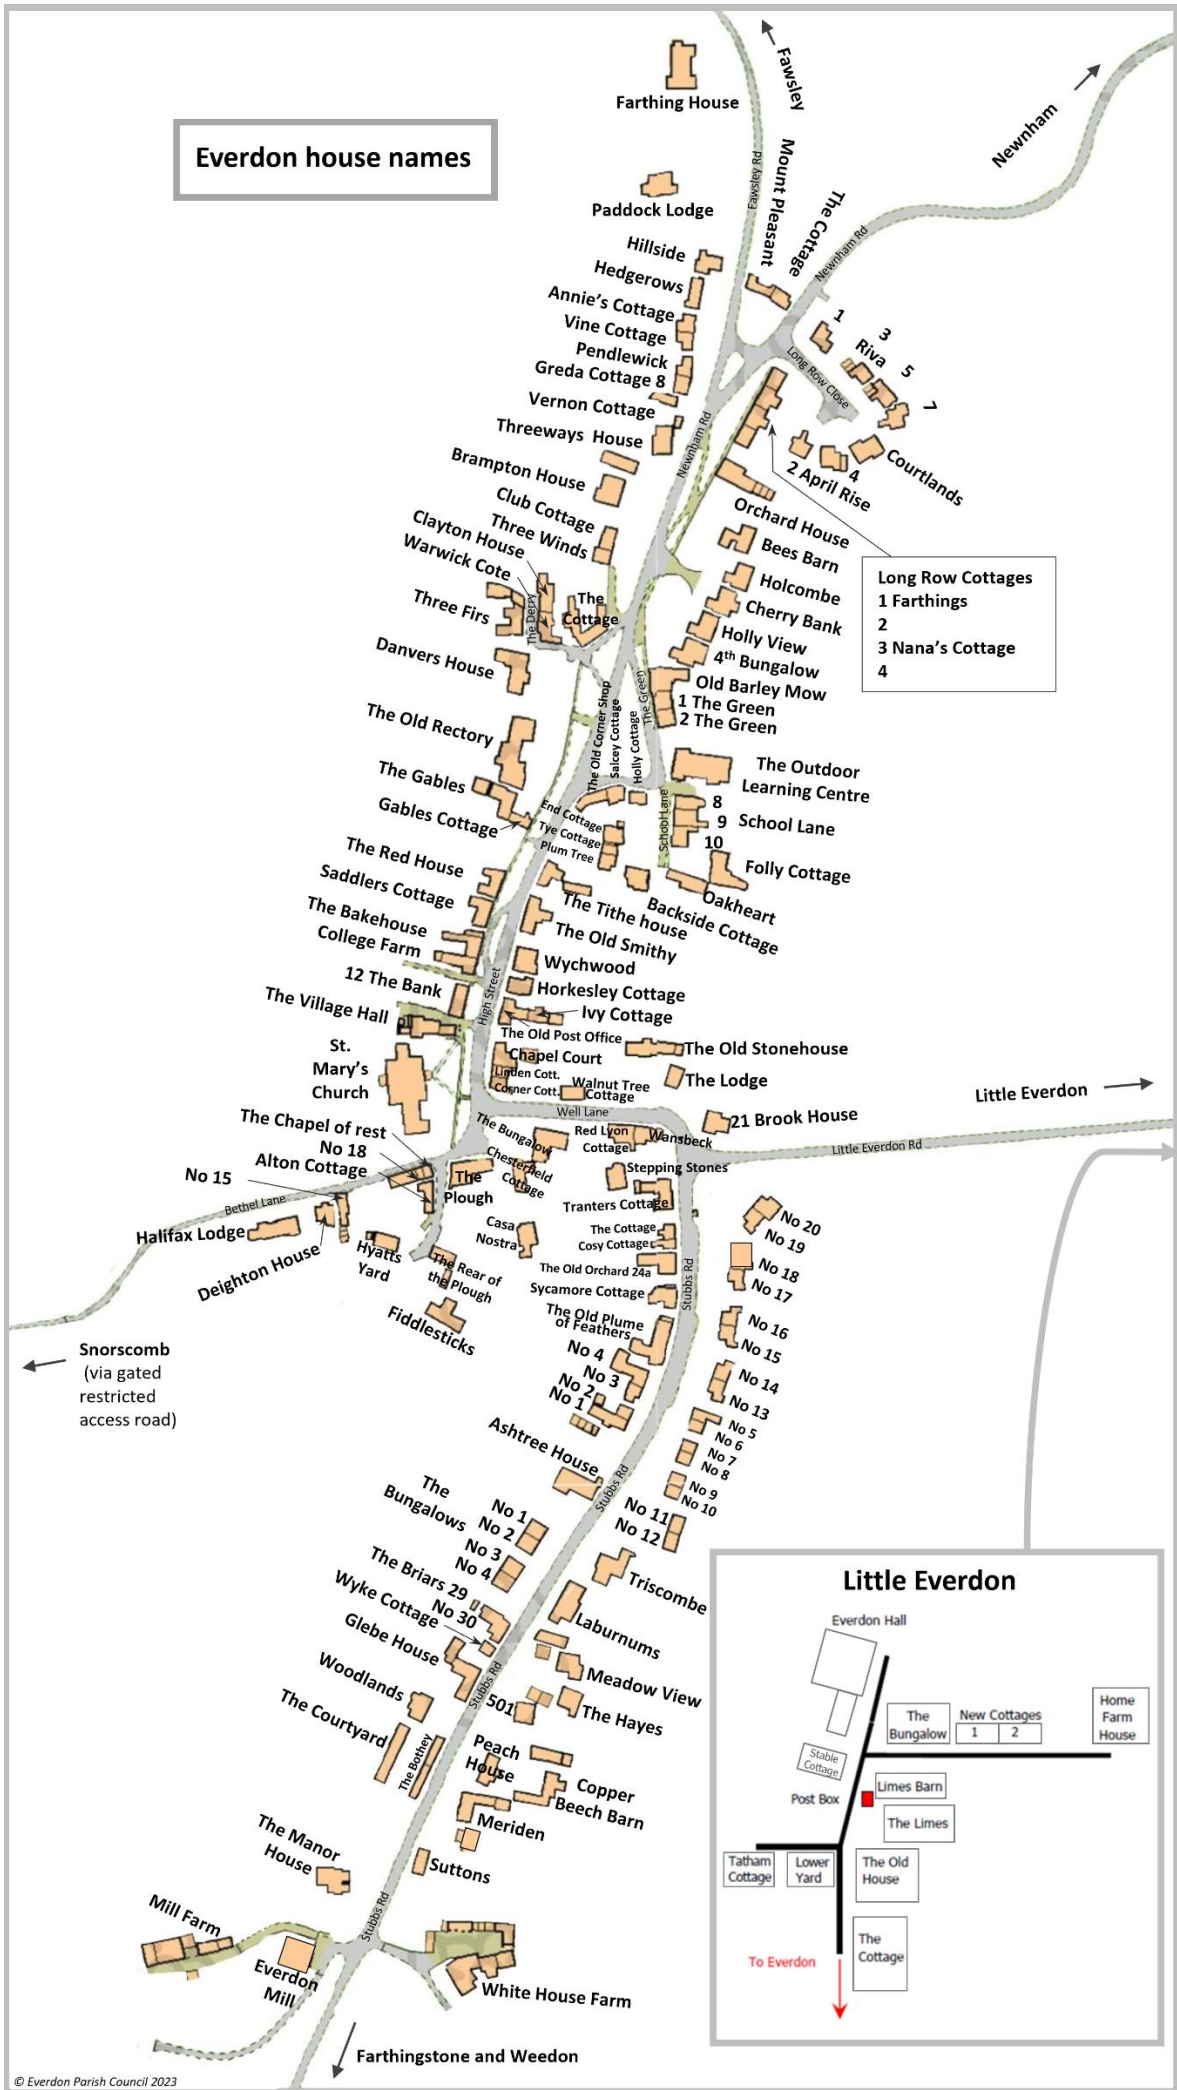 Everdon house names
Farthing House
Fawsley
Newnham
Fawsley Rd
Mount Pleasant
The Cottage
Newnham Rd
Paddock Lodge
Hillside
Hedgerows
Annie's Cottage
Vine Cottage
Pendlewick
Greda Cottage 8
Vernon Cottage
Threeways House
Brampton House
Club Cottage
Three Winds
Clayton House
Warwick Cote
Three Firs
Danvers House
The Derry
The
Cottage
Newnham Rd
1
3
Riva
5
7
Long Row Close
Courtlands
4
2 April Rise
Orchard House
Bees Barn
Holcombe
Cherry Bank
Holly View
4th Bungalow
Old Barley Mow
1 The Green
2 The Green
The Green
Long Row Cottages
1 Farthings
2
3 Nana's Cottage
4
The Old Corner Shop
Salcey Cottage
Holly Cottage
The Old Rectory
The Gables
Gables Cottage
The Outdoor
Learning Centre
8
9 School Lane
10
School Lane
Folly Cottage
Oakheart
Backside Cottage
End Cottage
Tye Cottage
Plum Tree
The Red House
Saddlers Cottage
The Bakehouse
College Farm
12 The Bank
The Village Hall
St.
Mary's
Church
High Street
The Tithe house
The Old Smithy
Wychwood
Horkesley Cottage
Ivy Cottage
The Old Post Office
Chapel Court
Linden Cott.
Corner Cott.
Walnut Tree
Cottage
The Old Stonehouse
The Lodge
Well Lane
21 Brook House
Little Everdon
Little Everdon Rd
The Chapel of rest
No 18
Alton Cottage
No 15
Bethel Lane
Halifax Lodge
Deighton House
Hyatts
Yard
The
Plough
The Bungalow
Chesterfield
Cottage
Red Lyon
Cottage
Wansbeck
Stepping Stones
Tranters Cottage
Casa
Nostra
The Cottage
Cosy Cottage
The Old Orchard 24a
Sycamore Cottage
The Rear of
the Plough
Fiddlesticks
The Old Plume
of Feathers
Stubbs Rd
No 20
No 19
No 18
No 17
No 16
No 15
No 14
No 13
No 5
No 6
No 7
No 8
No 9
No 10
No 11
No 12
No 4
No 3
No 2
No 1
Snorscomb
(via gated
restricted
access road)
Ashtree House
Stubbs Rd
The
Bungalows
No 1
No 2
No 3
No 4
The Briars 29
No 30
Wyke Cottage
Glebe House
Woodlands
The Courtyard
The Bothey
Triscombe
Laburnums
Meadow View
The Hayes
501
Stubbs Rd
Peach
House
Copper
Beech Barn
Meriden
Suttons
The Manor
House
Mill Farm
Everdon
Mill
Stubbs Rd
White House Farm
Farthingstone and Weedon
Little Everdon
Everdon Hall
The
Bungalow
New Cottages
1
2
Home
Farm
House
Stable
Cottage
Post Box
Limes Barn
The Limes
Tatham
Cottage
Lower
Yard
The Old
House
The
Cottage
To Everdon
© Everdon Parish Council 2023